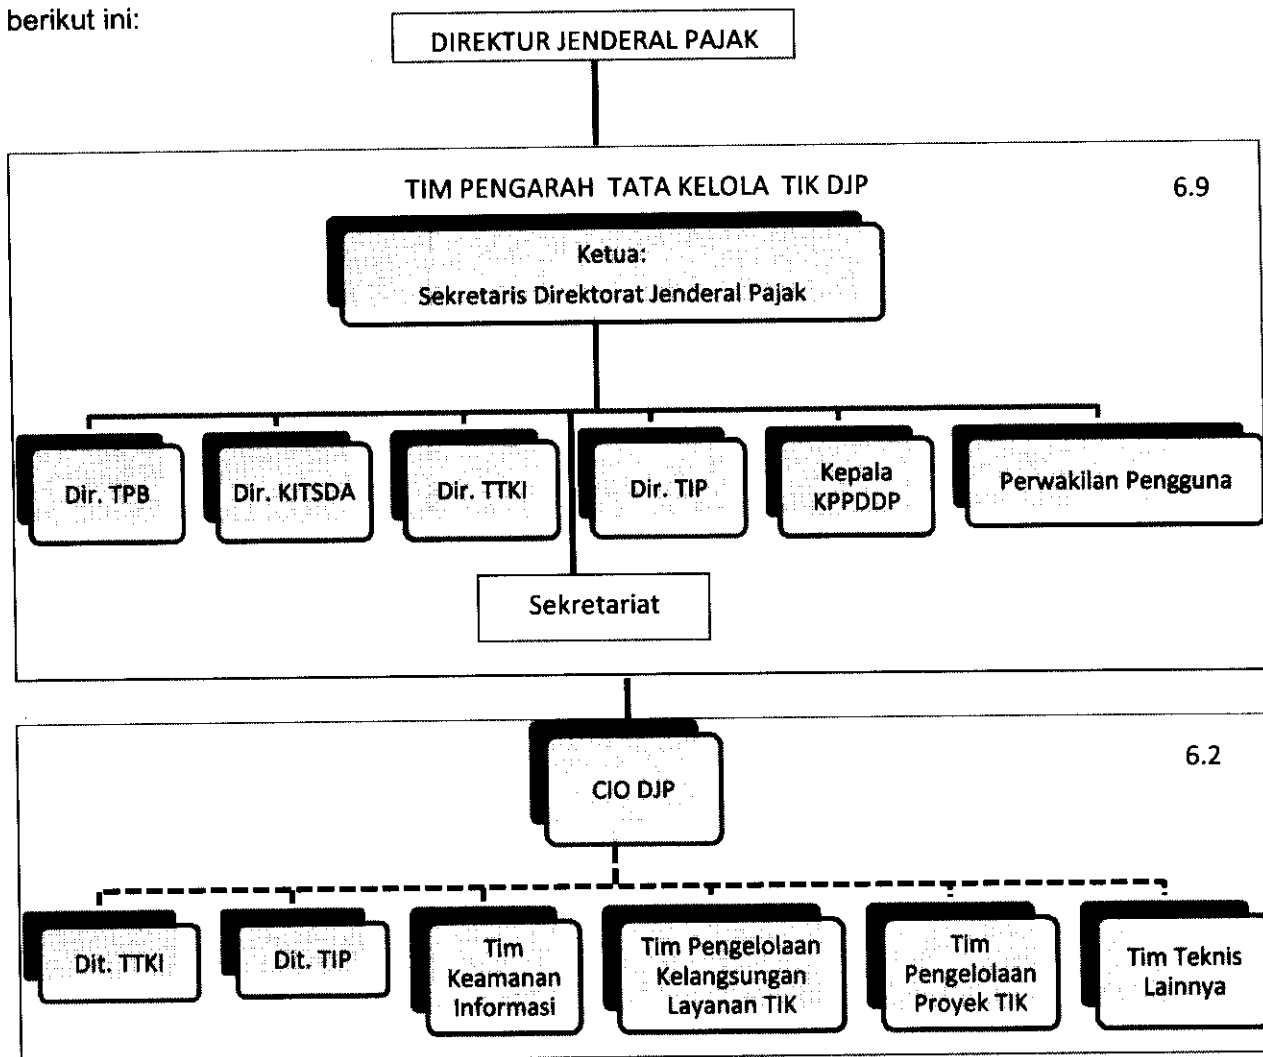 berikut ini:
DIREKTUR JENDERAL PAJAK
TIM PENGARAH TATA KELOLA TIK DJP
6.9
Ketua:
Sekretaris Direktorat Jenderal Pajak
Dir. TPB
Dir. KITSDA
Dir. TTKI
Dir. TIP
Kepala
KPPDDP
Perwakilan Pengguna
Sekretariat
6.2
CIO DJP
Dit. TTKI
Dit. TIP
Tim
Keamanan
Informasi
Tim Pengelolaan
Kelangsungan
Layanan TIK
Tim
Pengelolaan
Proyek TIK
Tim Teknis
Lainnya